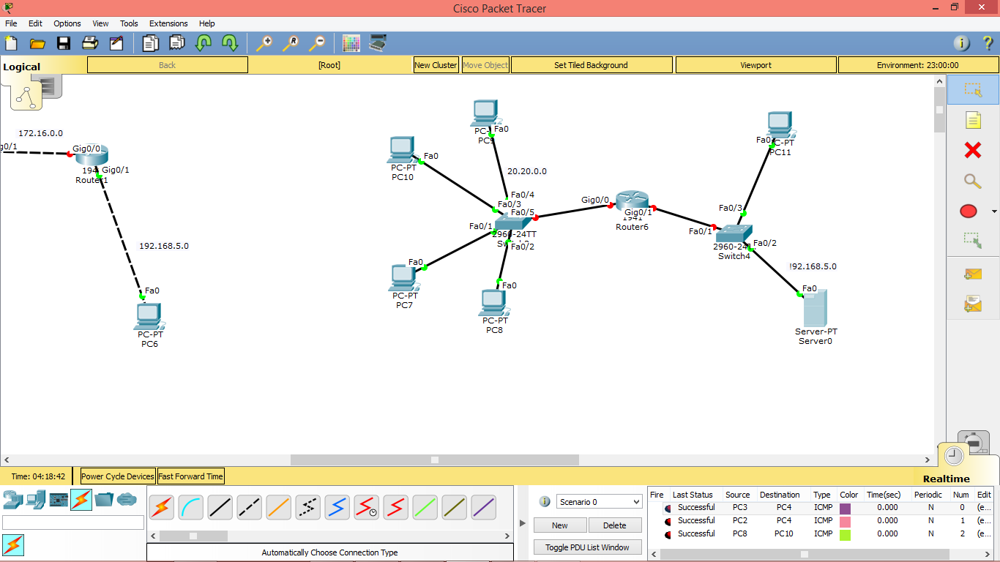 Cisco Packet Tracer
File Edit Options View Tools Extensions Help
Logical Back [Root] New Cluster Move Object Set Tiled Background Viewport Environment: 23:00:00
172.16.0.0
g0/1 Gig0/0
Gig0/1
Router1
192.168.5.0
Fa0
PC-PT
PC6
Fa0
PC9
Fa0
PC-PT
PC10
20.20.0.0
Fa0/4
Fa0/3
Fa0/5
Fa0/1
2960-24TT
Fa0/2
Fa0
PC-PT
PC7
Fa0
PC-PT
PC8
Gig0/0
Gig0/1
1941
Router6
Fa0
PC11
Fa0/3
Fa0/1
Switch4
Fa0/2
!92.168.5.0
Fa0
Server-PT
Server0
Time: 04:18:42 Power Cycle Devices Fast Forward Time
Realtime
Automatically Choose Connection Type
Scenario 0
New Delete
Toggle PDU List Window
Fire Last Status Source Destination Type Color Time(sec) Periodic Num Edit
Successful PC3 PC4 ICMP 0.000 N 0 (e...
Successful PC2 PC4 ICMP 0.000 N 1 (e...
Successful PC8 PC10 ICMP 0.000 N 2 (e...